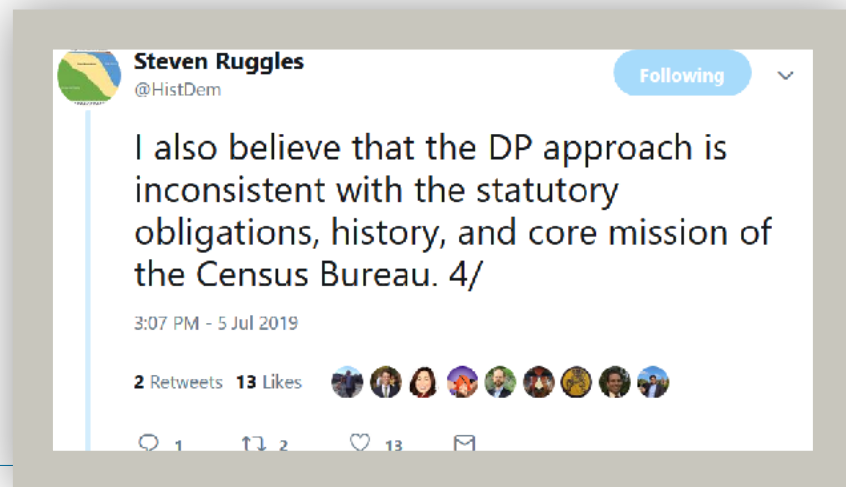 Steven Ruggles
@HistDem
Following
I also believe that the DP approach is
inconsistent with the statutory
obligations, history, and core mission of
the Census Bureau. 4/
3:07 PM - 5 Jul 2019
2 Retweets 13 Likes
1 2 13